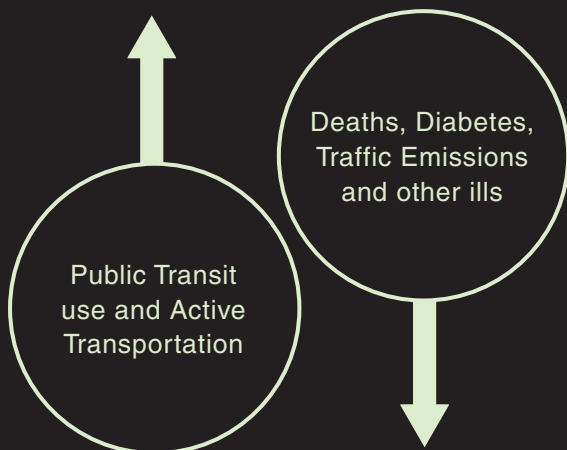 Deaths, Diabetes,
Traffic Emissions
and other ills
Public Transit
use and Active
Transportation